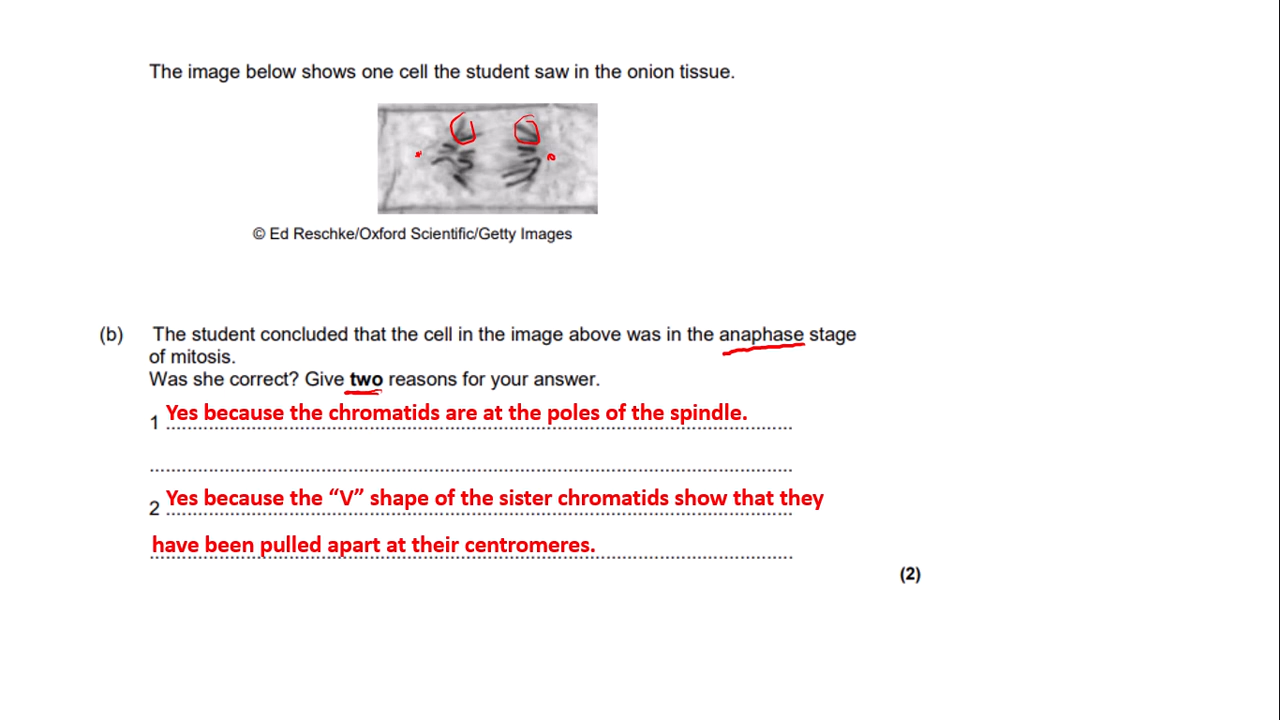 The image below shows one cell the student saw in the onion tissue.
© Ed Reschke/Oxford Scientific/Getty Images
(b) The student concluded that the cell in the image above was in the anaphase stage
of mitosis.
Was she correct? Give two reasons for your answer.
1 Yes because the chromatids are at the poles of the spindle.
2 Yes because the “V” shape of the sister chromatids show that they
have been pulled apart at their centromeres.
(2)